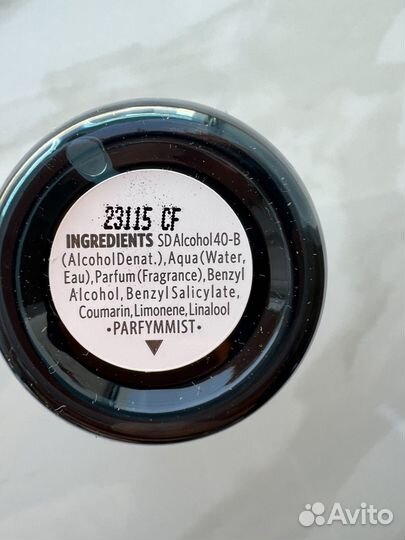 23115 CF
INGREDIENTS SD Alcohol 40-B
(Alcohol Denat.), Aqua (Water,
Eau), Parfum (Fragrance), Benzyl
Alcohol, Benzyl Salicylate,
Coumarin, Limonene, Linalool
•PARFYMMIST•
Avito